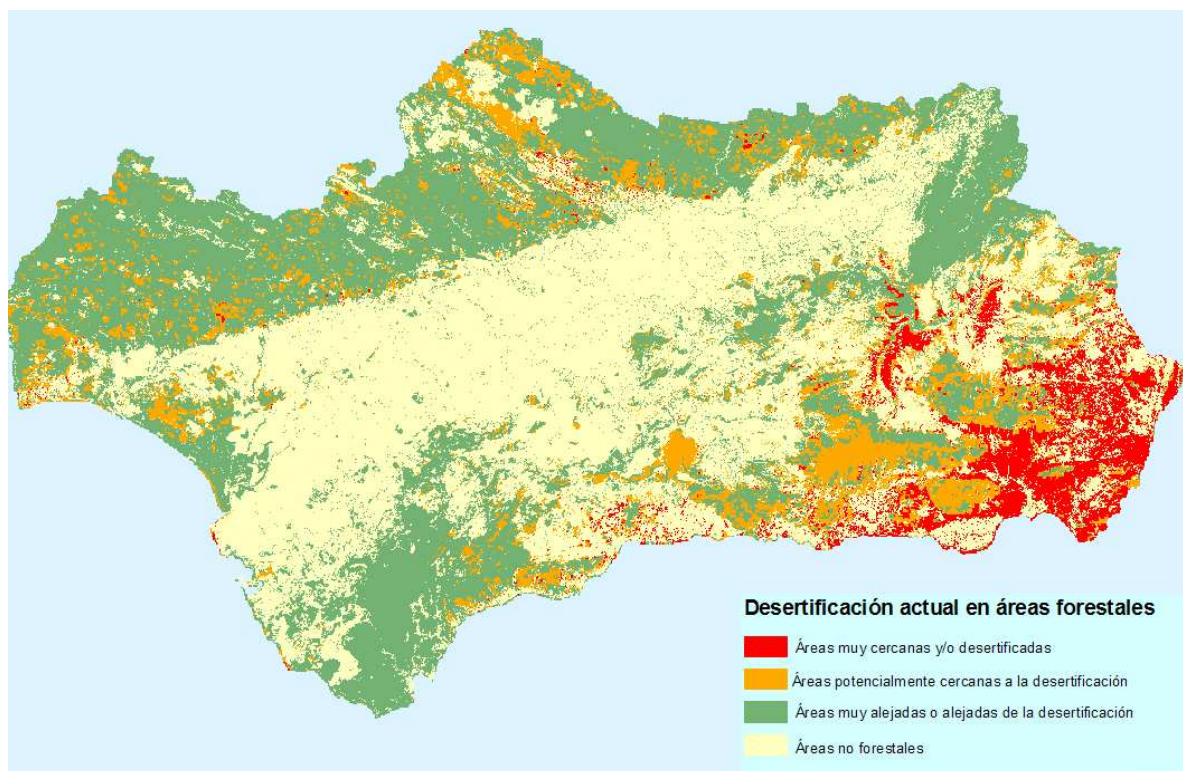 Desertificación actual en áreas forestales
Áreas muy cercanas y/o desertificadas
Áreas potencialmente cercanas a la desertificación
Áreas muy alejadas o alejadas de la desertificación
Áreas no forestales